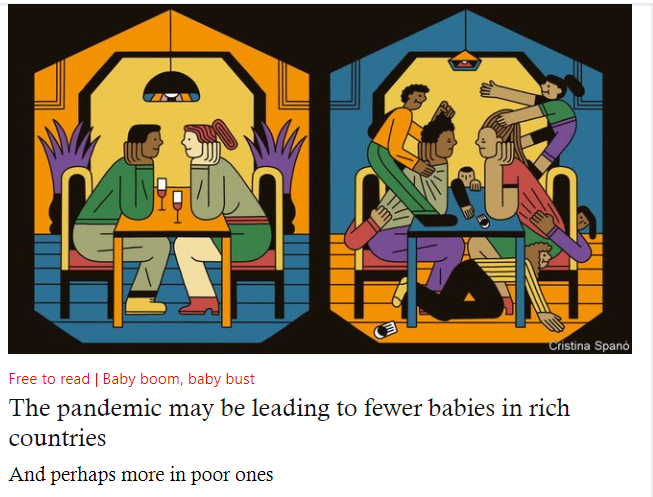 Cristina Spanò
Free to read | Baby boom, baby bust
The pandemic may be leading to fewer babies in rich
countries
And perhaps more in poor ones